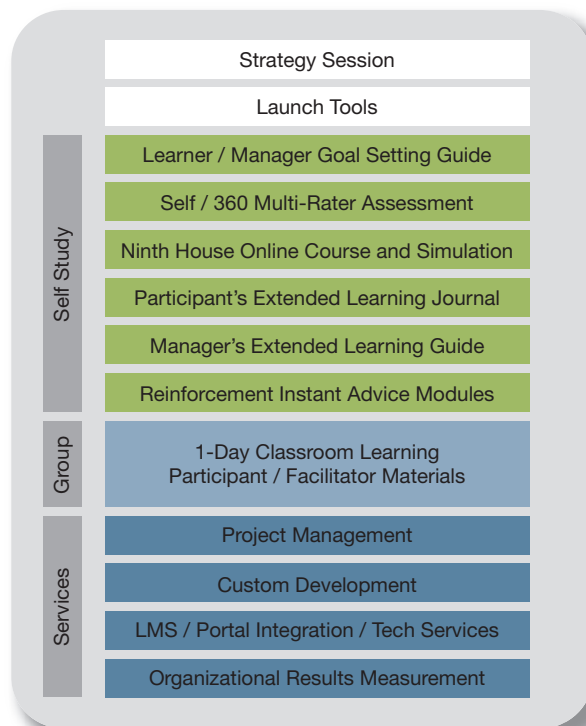 Strategy Session
Launch Tools
Self Study
Learner / Manager Goal Setting Guide
Self / 360 Multi-Rater Assessment
Ninth House Online Course and Simulation
Participant’s Extended Learning Journal
Manager’s Extended Learning Guide
Reinforcement Instant Advice Modules
Group
1-Day Classroom Learning
Participant / Facilitator Materials
Services
Project Management
Custom Development
LMS / Portal Integration / Tech Services
Organizational Results Measurement